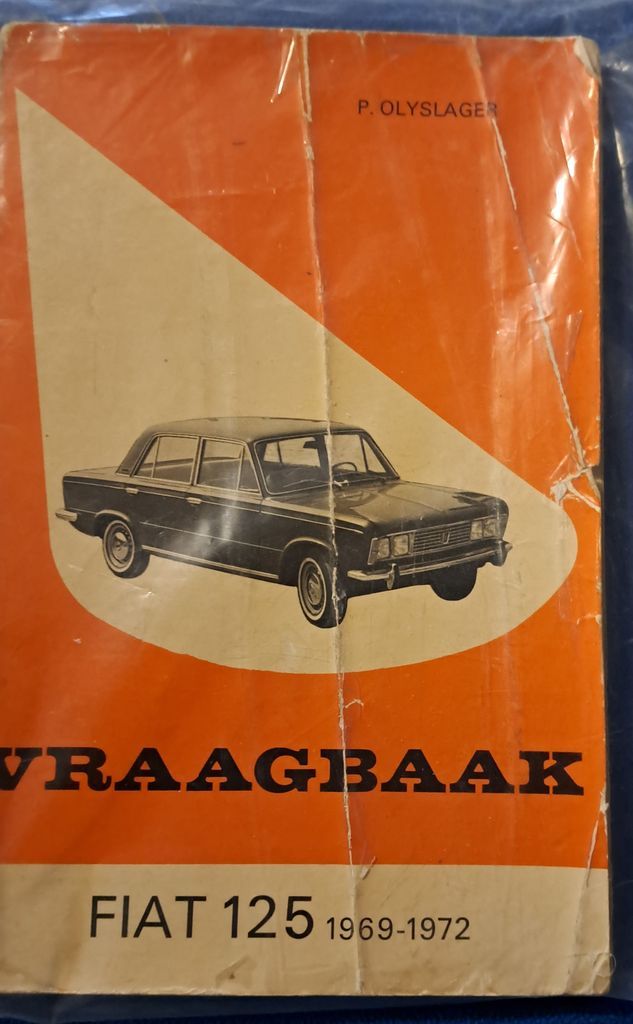 P. OLYSLAGER
VRAAGBAAK
FIAT 125 1969-1972